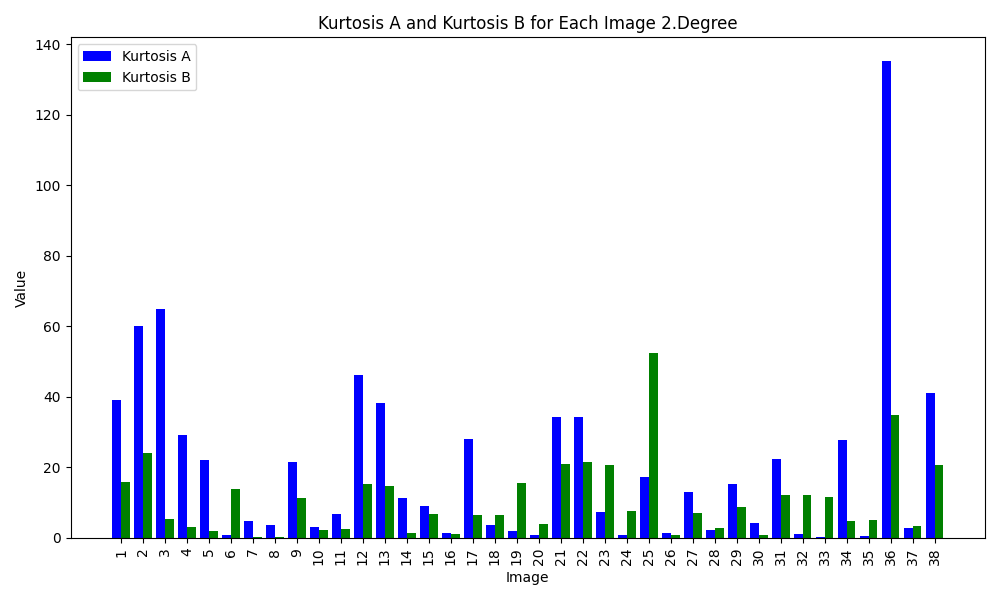 Kurtosis A and Kurtosis B for Each Image 2.Degree
Kurtosis A
Kurtosis B
Value
140
120
100
80
60
40
20
0
1 2 3 4 5 6 7 8 9 10 11 12 13 14 15 16 17 18 19 20 21 22 23 24 25 26 27 28 29 30 31 32 33 34 35 36 37 38
Image